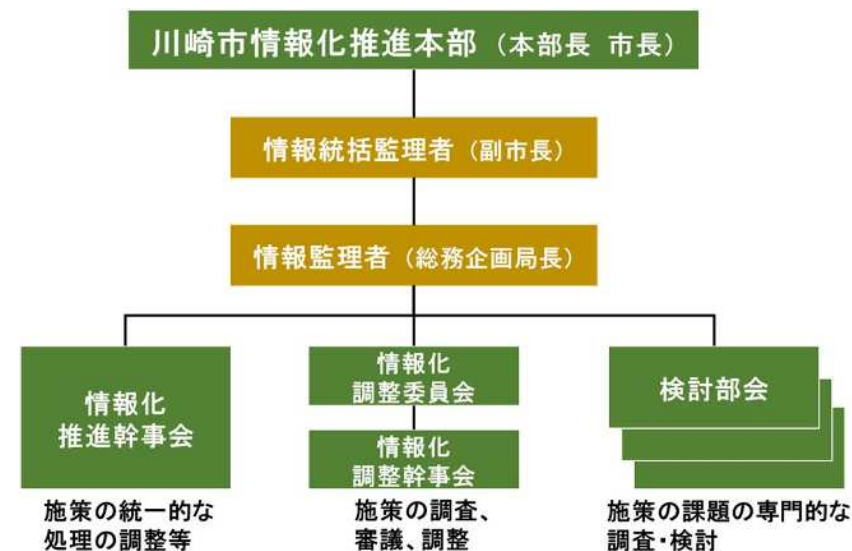 川崎市情報化推進本部（本部長 市長）
情報統括監理者（副市長）
情報監理者（総務企画局長）
情報化
推進幹事会
施策の統一的な
処理の調整等
情報化
調整委員会
情報化
調整幹事会
施策の調査、
審議、調整
検討部会
施策の課題の専門的な
調査・検討